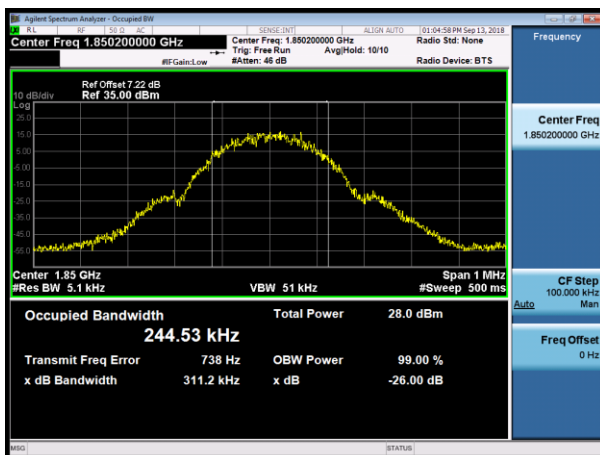 Agilent Spectrum Analyzer - Occupied BW
RL RF 50 Ω AC SENSE:INT ALIGN AUTO 01:04:58 PM Sep 13, 2018
Center Freq 1.850200000 GHz Center Freq: 1.850200000 GHz Radio Std: None
Trig: Free Run Avg|Hold: 10/10
#IFGain:Low #Atten: 46 dB Radio Device: BTS
Ref Offset 7.22 dB
10 dB/div Ref 35.00 dBm
Log
25.0
15.0
5.00
-5.00
-15.0
-25.0
-35.0
-45.0
-55.0
Center 1.85 GHz Span 1 MHz
#Res BW 5.1 kHz VBW 51 kHz #Sweep 500 ms
Occupied Bandwidth Total Power 28.0 dBm
244.53 kHz
Transmit Freq Error 738 Hz OBW Power 99.00 %
x dB Bandwidth 311.2 kHz x dB -26.00 dB
MSG STATUS
Frequency
Center Freq
1.850200000 GHz
CF Step
100.000 kHz
Auto Man
Freq Offset
0 Hz